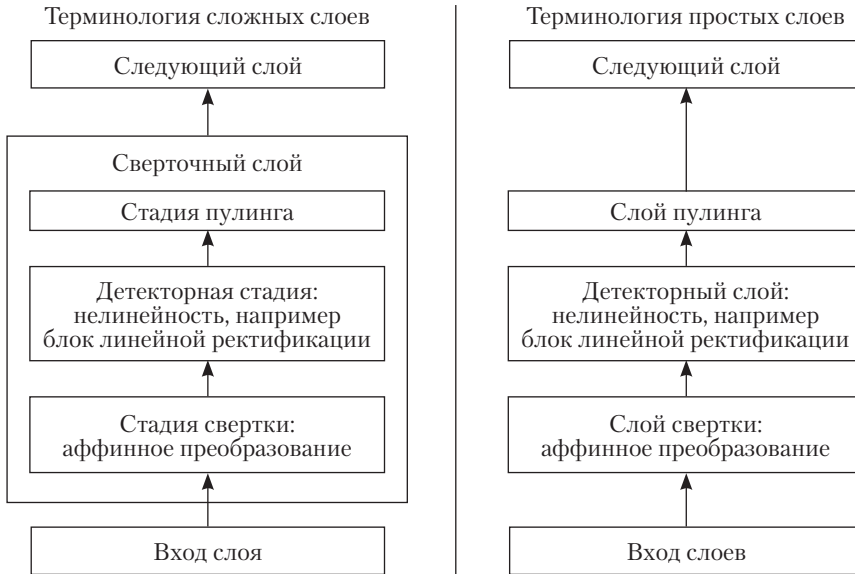 Терминология сложных слоев
Следующий слой
Сверточный слой
Стадия пулинга
Детекторная стадия:
нелинейность, например
блок линейной ректификации
Стадия свертки:
аффинное преобразование
Вход слоя
Терминология простых слоев
Следующий слой
Слой пулинга
Детекторный слой:
нелинейность, например
блок линейной ректификации
Слой свертки:
аффинное преобразование
Вход слоев